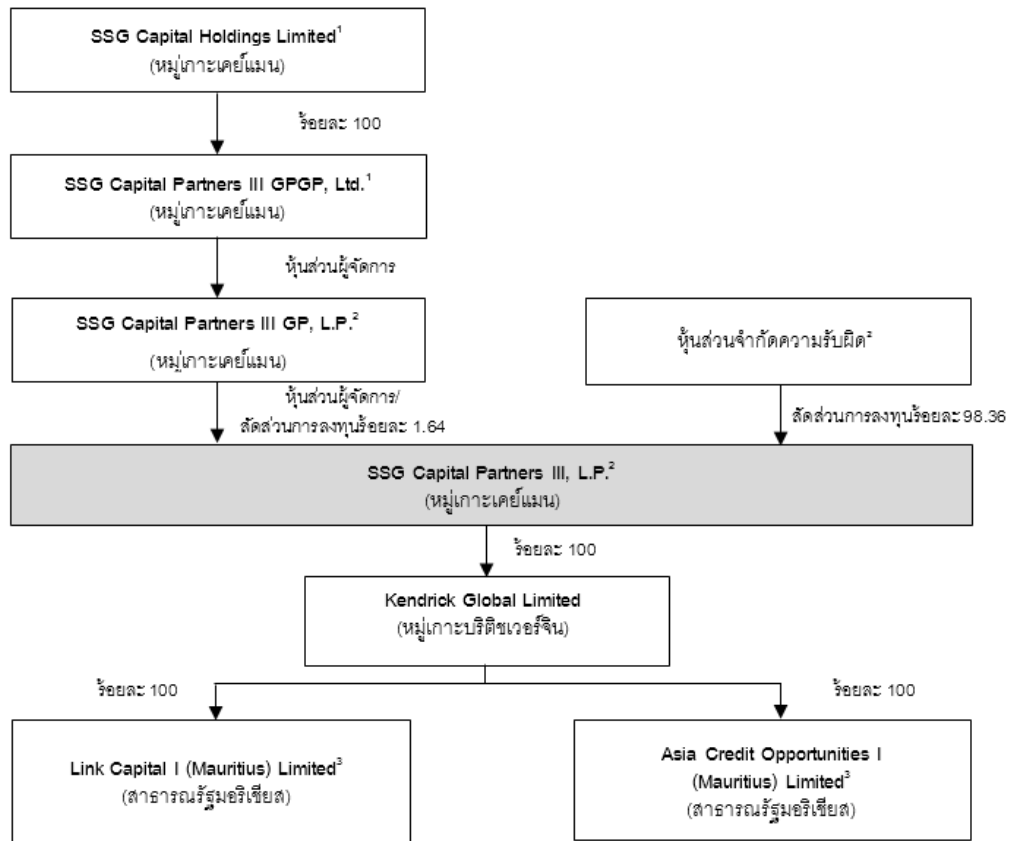 SSG Capital Holdings Limited¹
(หมู่เกาะเคย์แมน)
ร้อยละ 100
SSG Capital Partners III GPGP, Ltd.¹
(หมู่เกาะเคย์แมน)
หุ้นส่วนผู้จัดการ
SSG Capital Partners III GP, L.P.²
(หมู่เกาะเคย์แมน)
หุ้นส่วนจำกัดความรับผิด²
หุ้นส่วนผู้จัดการ/
สัดส่วนการลงทุนร้อยละ 1.64
สัดส่วนการลงทุนร้อยละ 98.36
SSG Capital Partners III, L.P.²
(หมู่เกาะเคย์แมน)
ร้อยละ 100
Kendrick Global Limited
(หมู่เกาะบริติชเวอร์จิน)
ร้อยละ 100
ร้อยละ 100
Link Capital I (Mauritius) Limited³
(สาธารณรัฐมอริเชียส)
Asia Credit Opportunities I
(Mauritius) Limited³
(สาธารณรัฐมอริเชียส)